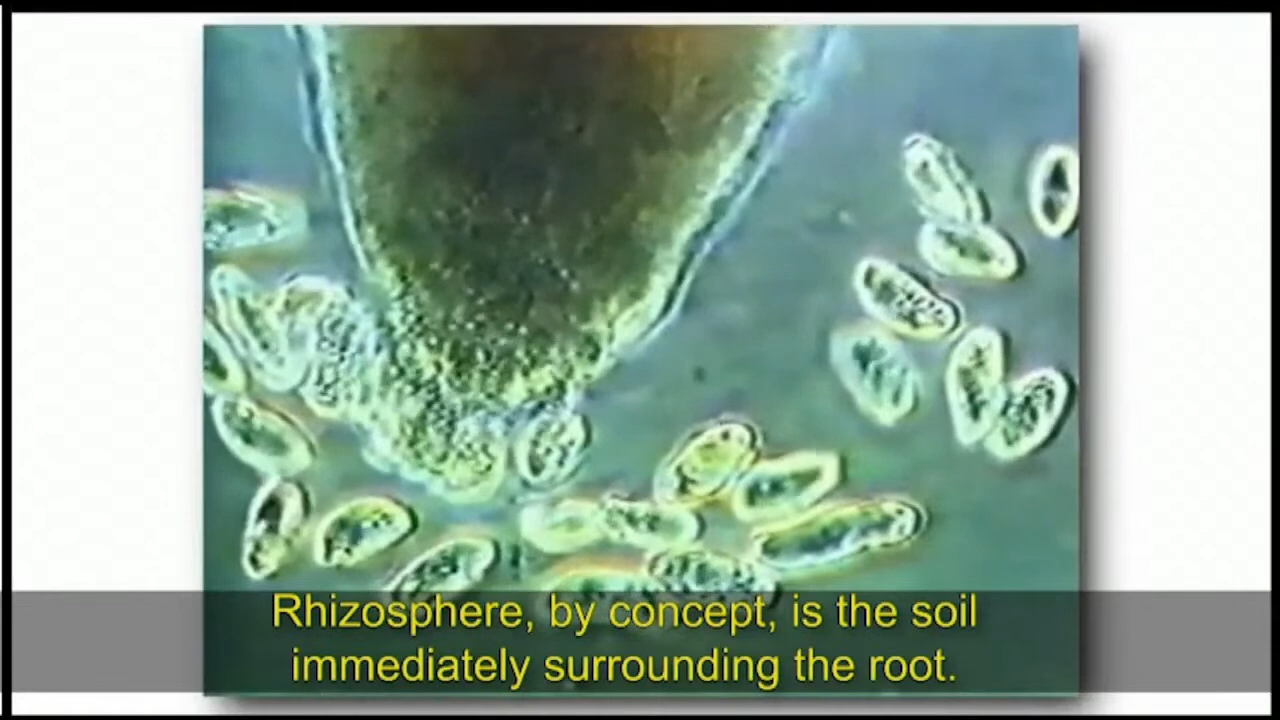 Rhizosphere, by concept, is the soil
immediately surrounding the root.